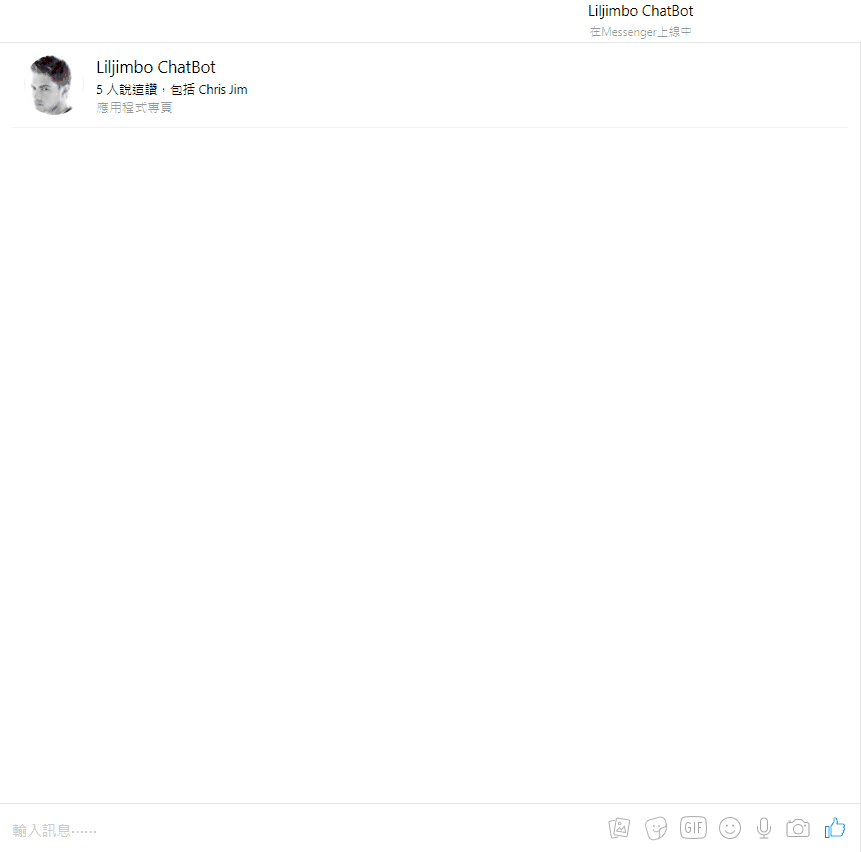 Liljimbo ChatBot
在Messenger上線中
Liljimbo ChatBot
5 人說這讚，包括 Chris Jim
應用程式專頁
輸入訊息……
GIF